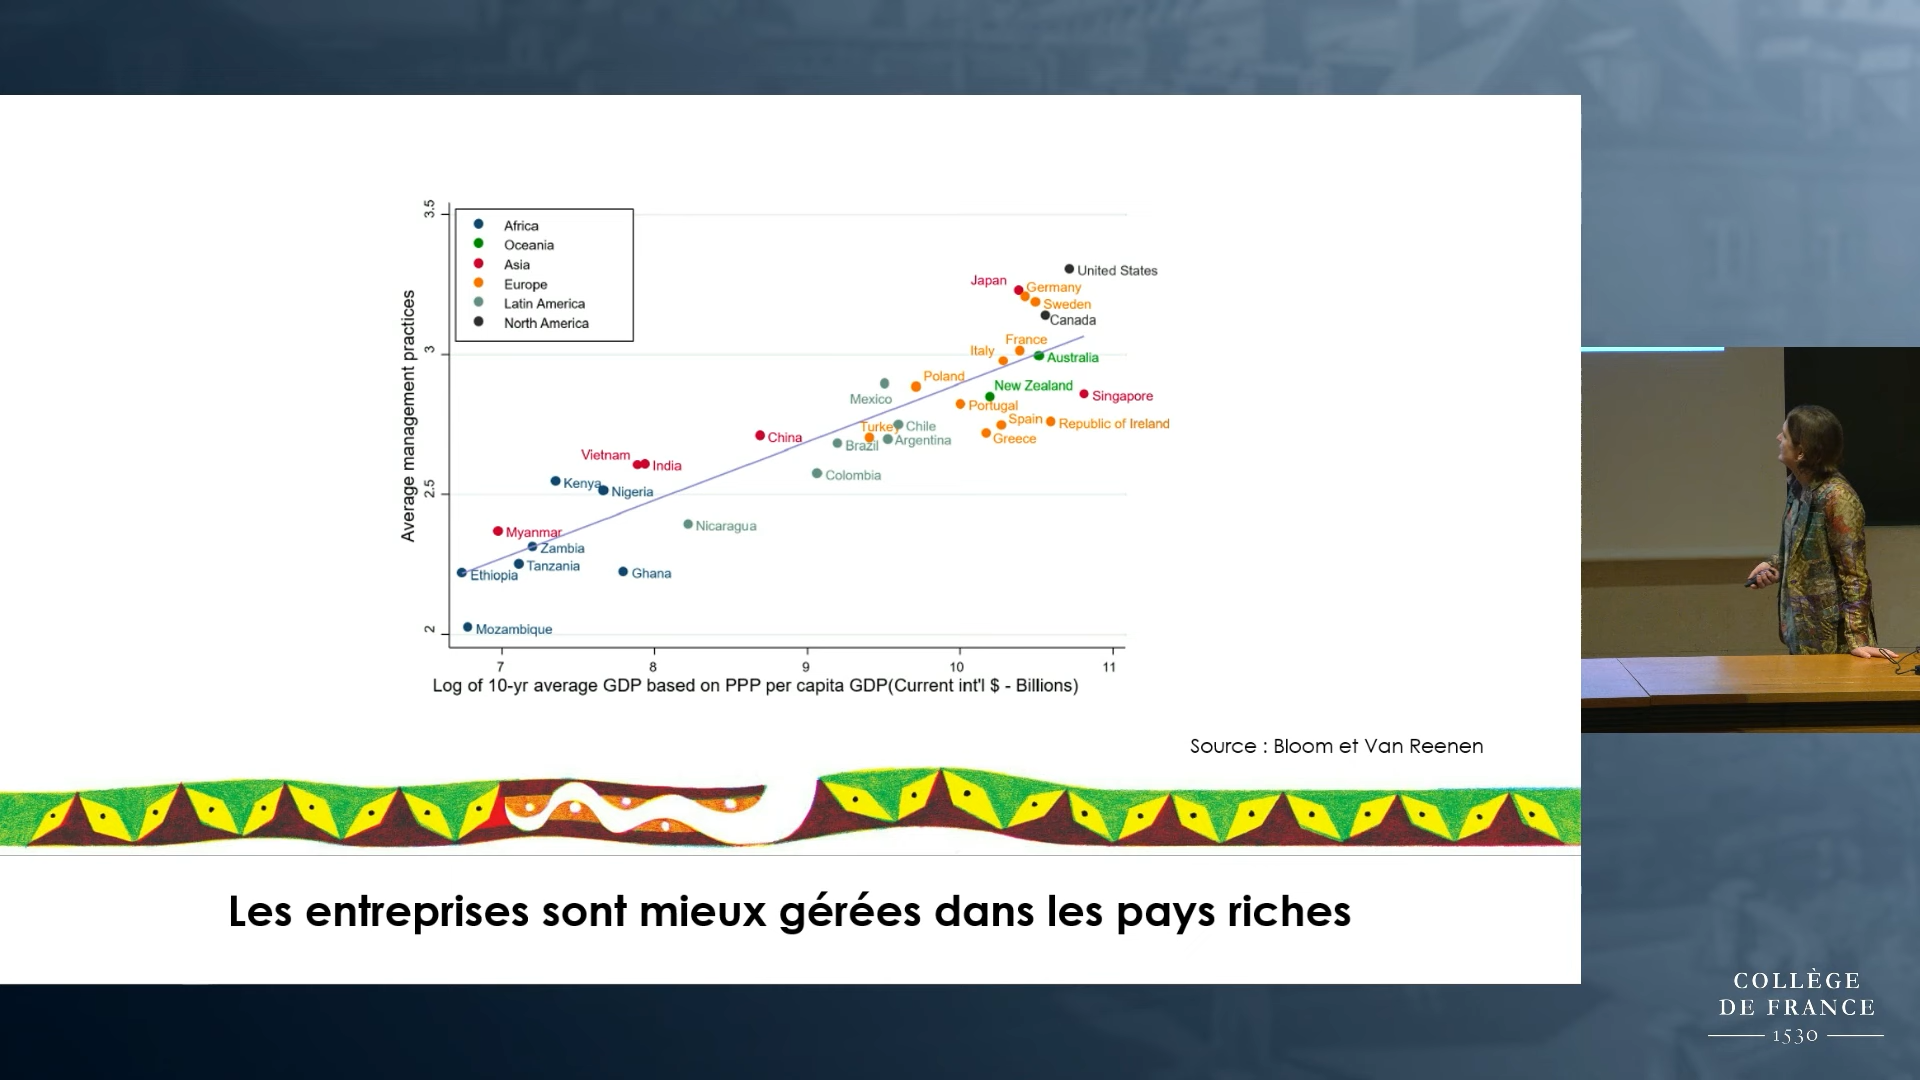 3.5
Africa
Oceania
Asia
Europe
Latin America
North America
United States
Japan
Germany
Sweden
Canada
France
Italy
3
Australia
Poland
New Zealand
Mexico
Singapore
Portugal
Spain
Republic of Ireland
Turkey
Chile
China
Greece
Brazil
Argentina
Vietnam
India
Colombia
Kenya
Nigeria
2.5
Nicaragua
Myanmar
Zambia
Tanzania
Ethiopia
Ghana
2
Mozambique
Average management practices
7 8 9 10 11
Log of 10-yr average GDP based on PPP per capita GDP(Current int'l $ - Billions)
Source : Bloom et Van Reenen
Les entreprises sont mieux gérées dans les pays riches
COLLÈGE
DE FRANCE
1530